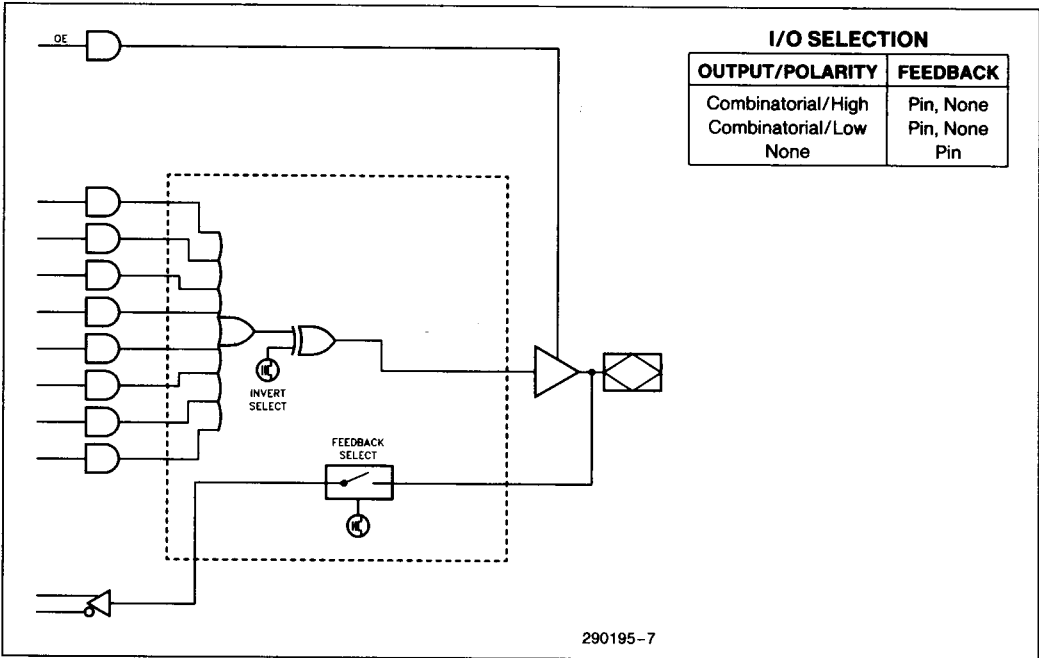 OE
I/O SELECTION
OUTPUT/POLARITY FEEDBACK
Combinatorial/High Pin, None
Combinatorial/Low Pin, None
None Pin
INVERT
SELECT
FEEDBACK
SELECT
290195-7